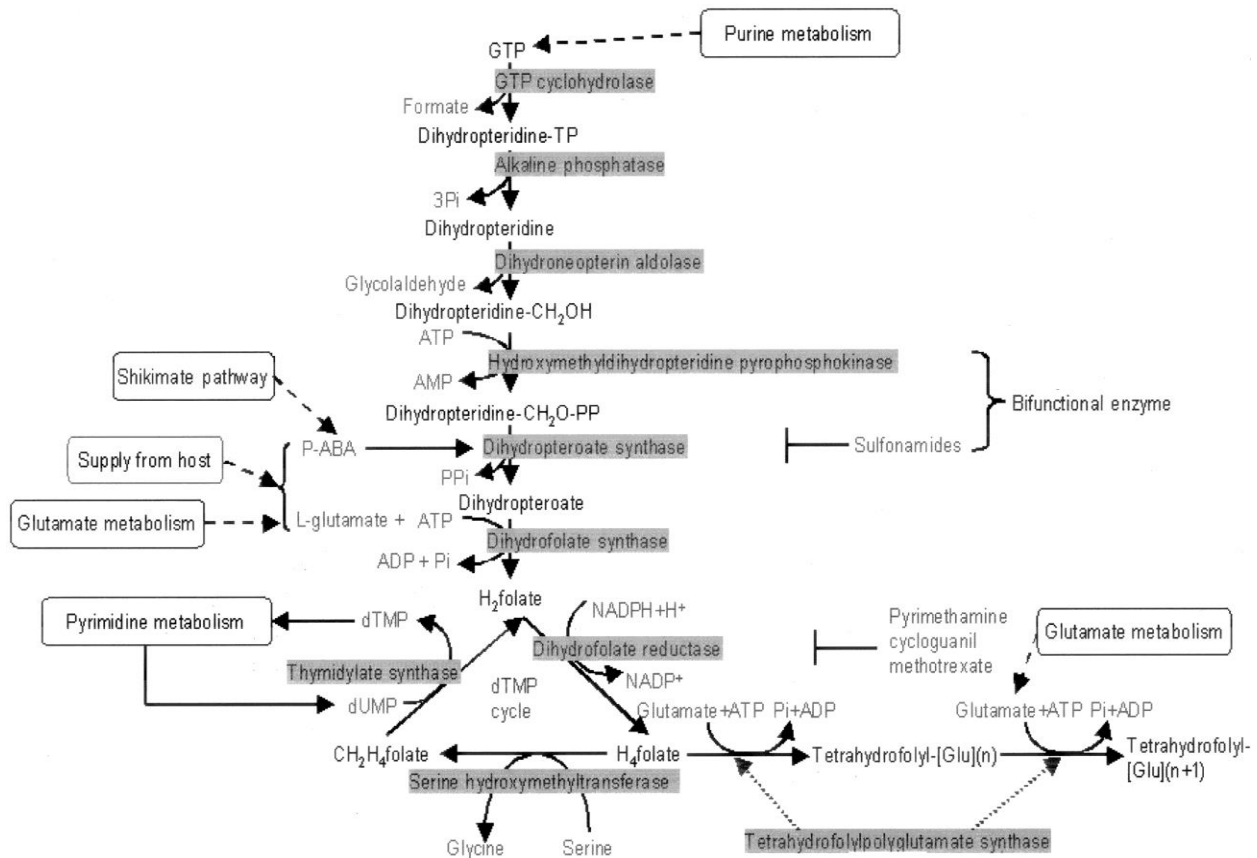 Purine metabolism
GTP
GTP cyclohydrolase
Formate
Dihydropteridine-TP
Alkaline phosphatase
3Pi
Dihydropteridine
Dihydroneopterin aldolase
Glycolaldehyde
Dihydropteridine-CH₂OH
ATP
Hydroxymethyldihydropteridine pyrophosphokinase
AMP
Shikimate pathway
Dihydropteridine-CH₂O-PP
Bifunctional enzyme
P-ABA
Dihydropteroate synthase
Sulfonamides
Supply from host
PPi
Dihydropteroate
Glutamate metabolism
L-glutamate + ATP
Dihydrofolate synthase
ADP + Pi
H₂folate
NADPH+H⁺
Pyrimidine metabolism
dTMP
Pyrimethamine
cycloguanil
methotrexate
Glutamate metabolism
Dihydrofolate reductase
Thymidylate synthase
NADP⁺
dTMP
cycle
dUMP
Glutamate+ATP Pi+ADP
Glutamate+ATP Pi+ADP
CH₂H₄folate
H₄folate
Tetrahydrofolyl-[Glu](n)
Tetrahydrofolyl-
[Glu](n+1)
Serine hydroxymethyltransferase
Glycine
Serine
Tetrahydrofolylpolyglutamate synthase